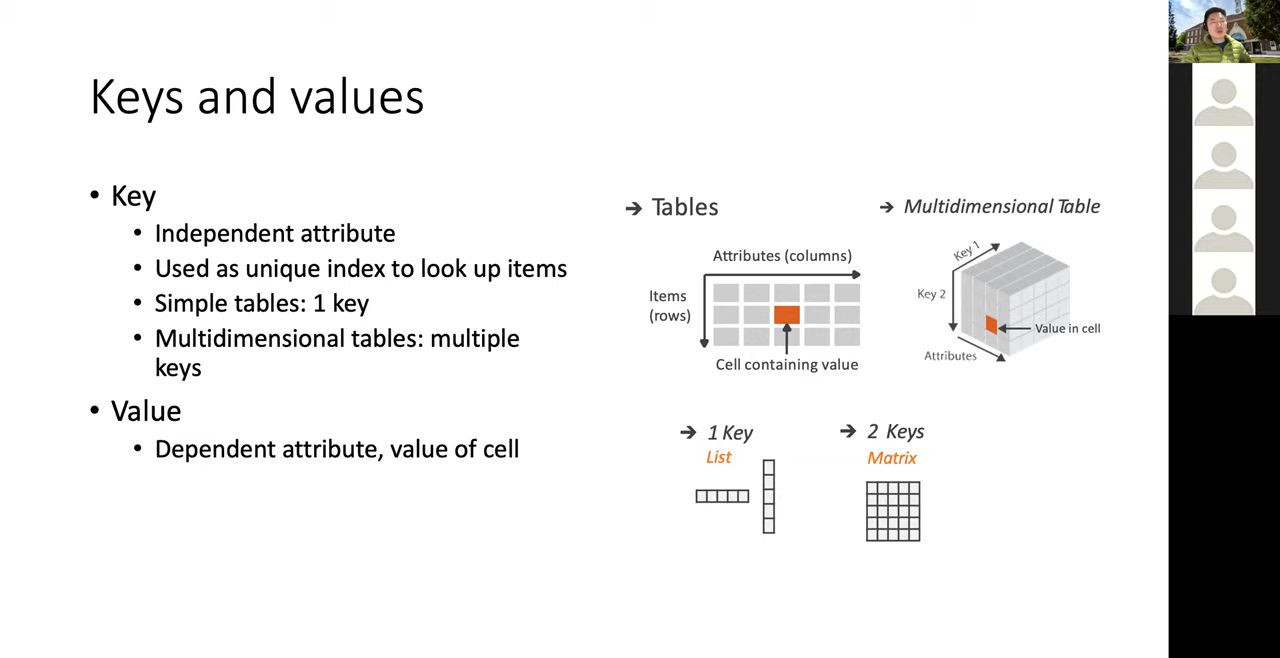 Keys and values
• Key
• Independent attribute
• Used as unique index to look up items
• Simple tables: 1 key
• Multidimensional tables: multiple
keys
• Value
• Dependent attribute, value of cell
→ Tables
Attributes (columns)
Items
(rows)
Cell containing value
→ Multidimensional Table
Key 1
Key 2
Value in cell
Attributes
→ 1 Key
List
→ 2 Keys
Matrix